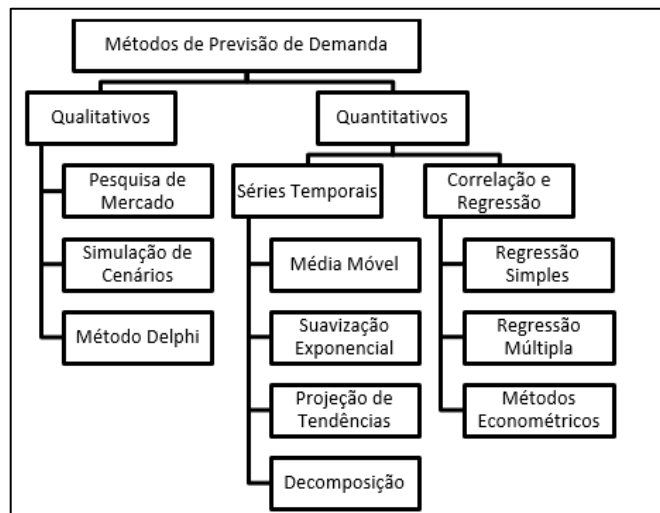 Métodos de Previsão de Demanda
Qualitativos
Quantitativos
Pesquisa de
Mercado
Simulação de
Cenários
Método Delphi
Séries Temporais
Média Móvel
Suavização
Exponencial
Projeção de
Tendências
Decomposição
Correlação e
Regressão
Regressão
Simples
Regressão
Múltipla
Métodos
Econométricos